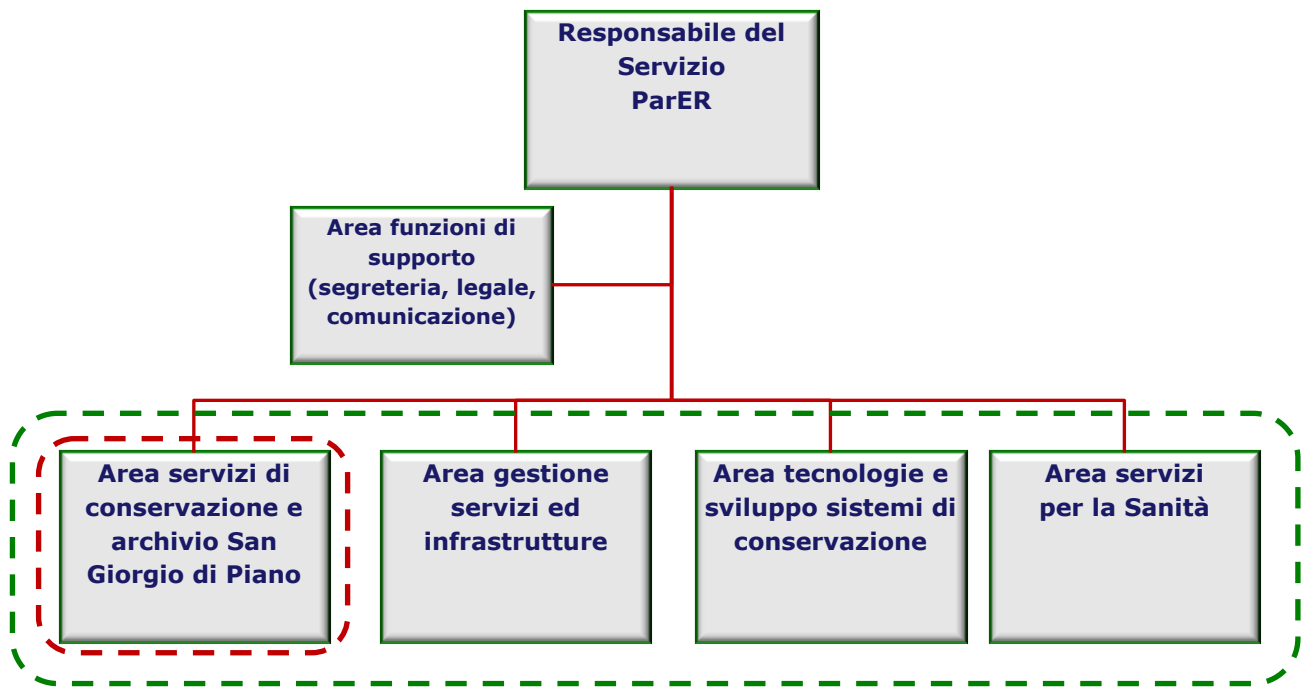 Responsabile del
Servizio
ParER
Area funzioni di
supporto
(segreteria, legale,
comunicazione)
Area servizi di
conservazione e
archivio San
Giorgio di Piano
Area gestione
servizi ed
infrastrutture
Area tecnologie e
sviluppo sistemi di
conservazione
Area servizi
per la Sanità